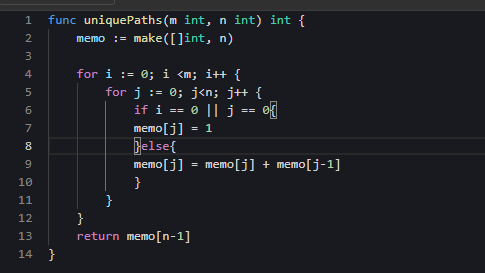 1 func uniquePaths(m int, n int) int {
2     memo := make([]int, n)
3
4     for i := 0; i <m; i++ {
5         for j := 0; j<n; j++ {
6             if i == 0 || j == 0{
7             memo[j] = 1
8             }else{
9             memo[j] = memo[j] + memo[j-1]
10             }
11         }
12     }
13     return memo[n-1]
14 }